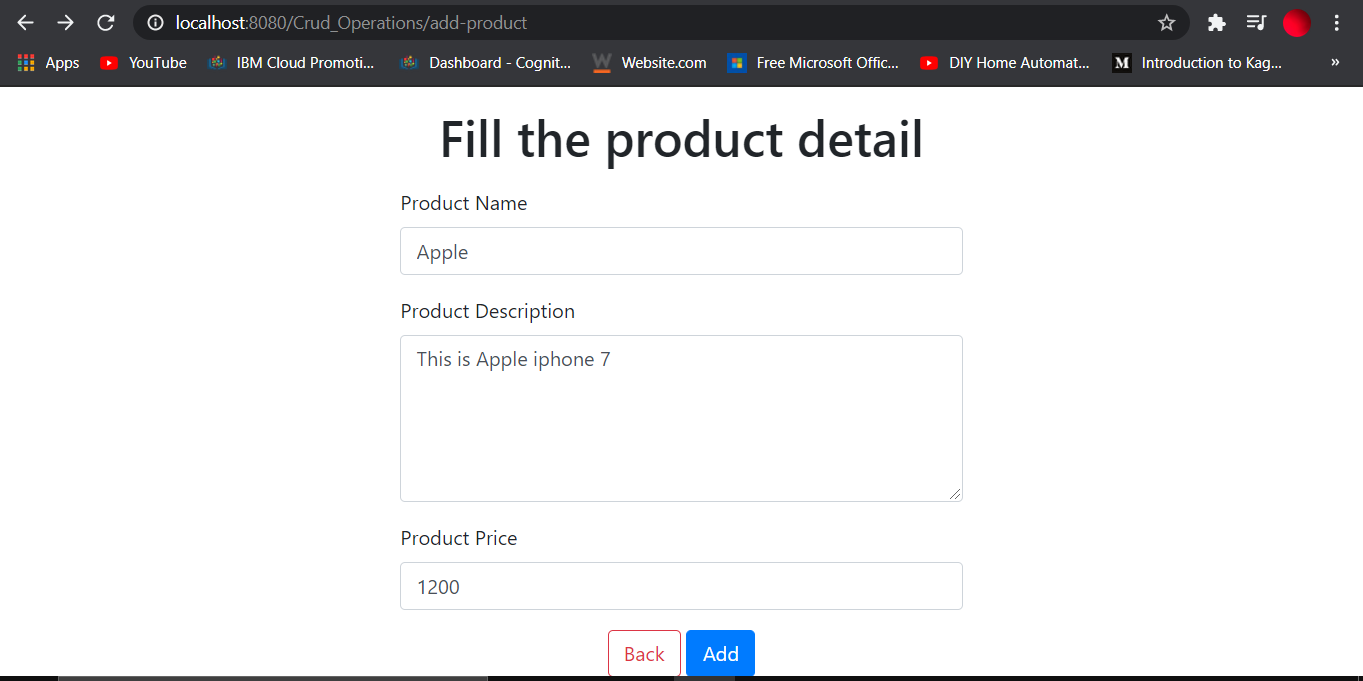 localhost:8080/Crud_Operations/add-product
Apps YouTube IBM Cloud Promoti... Dashboard - Cognit... W Website.com Free Microsoft Offic... DIY Home Automat... M Introduction to Kag... »
Fill the product detail
Product Name
Apple
Product Description
This is Apple iphone 7
Product Price
1200
Back Add